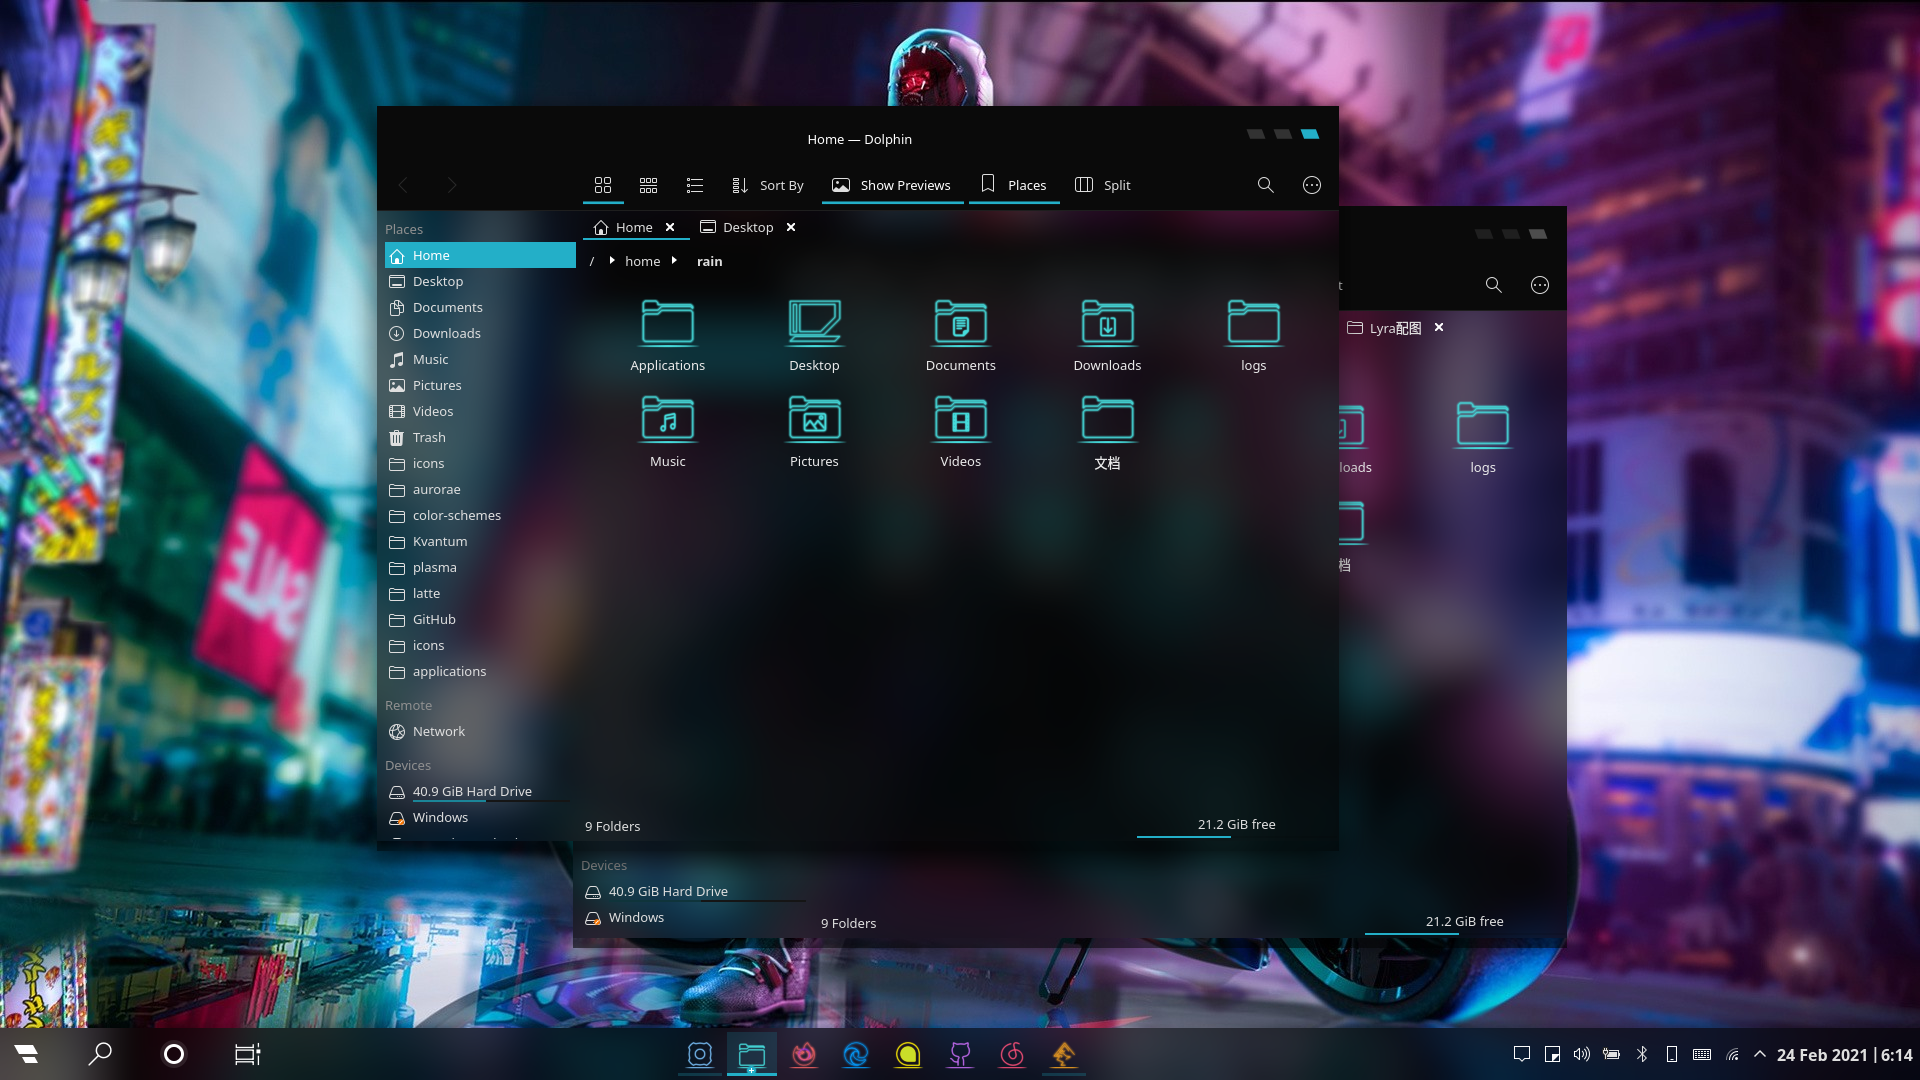 Home — Dolphin
Sort By
Show Previews
Places
Split
Places
Home
Desktop
Documents
Downloads
Music
Pictures
Videos
Trash
icons
aurorae
color-schemes
Kvantum
plasma
latte
GitHub
icons
applications
Remote
Network
Devices
40.9 GiB Hard Drive
Windows
Home
Desktop
/ home rain
Applications
Desktop
Documents
Downloads
logs
Music
Pictures
Videos
文档
9 Folders
21.2 GiB free
t
Lyra配图
loads
logs
档
Devices
40.9 GiB Hard Drive
Windows
9 Folders
21.2 GiB free
SALE
24 Feb 2021 | 6:14